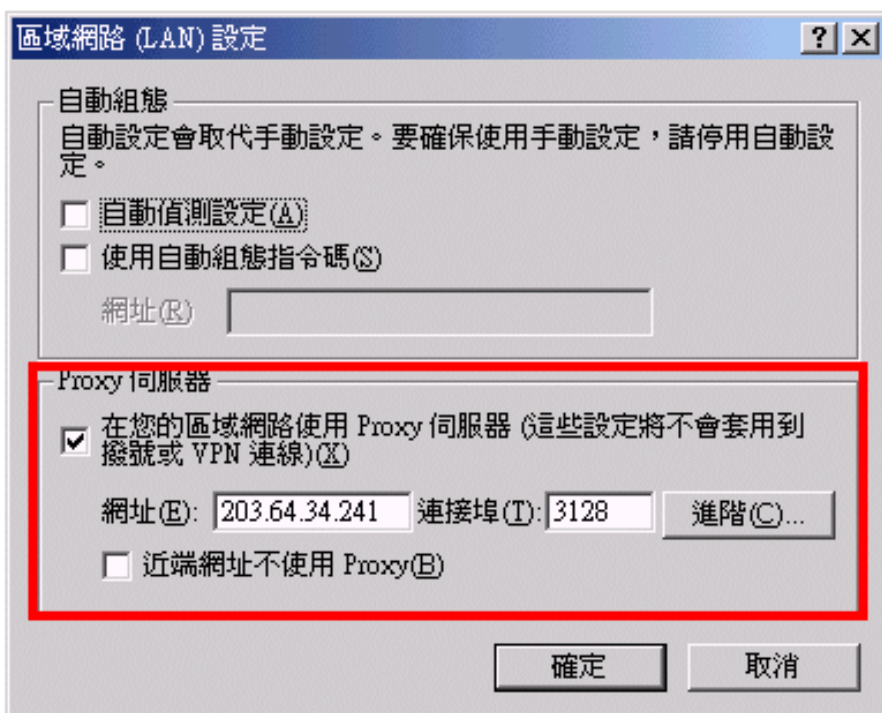 區域網路 (LAN) 設定
自動組態
自動設定會取代手動設定。要確保使用手動設定，請停用自動設
定。
自動偵測設定(A)
使用自動組態指令碼(S)
網址(R)
Proxy 伺服器
在您的區域網路使用 Proxy 伺服器 (這些設定將不會套用到
撥號或 VPN 連線)(X)
網址(E): 203.64.34.241 連接埠(T): 3128 進階(C)...
近端網址不使用 Proxy(B)
確定 取消